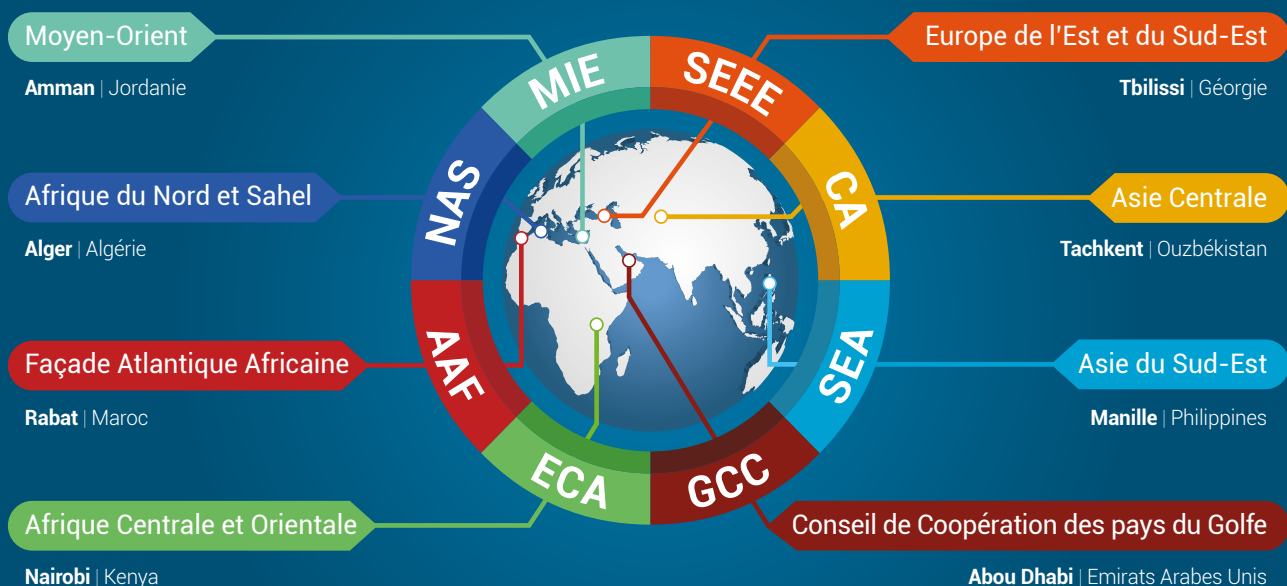 Moyen-Orient
Amman | Jordanie
Afrique du Nord et Sahel
Alger | Algérie
Façade Atlantique Africaine
Rabat | Maroc
Afrique Centrale et Orientale
Nairobi | Kenya
MIE
SEEE
NAS
CA
AAF
SEA
ECA
GCC
Europe de l'Est et du Sud-Est
Tbilissi | Géorgie
Asie Centrale
Tachkent | Ouzbékistan
Asie du Sud-Est
Manille | Philippines
Conseil de Coopération des pays du Golfe
Abou Dhabi | Emirats Arabes Unis